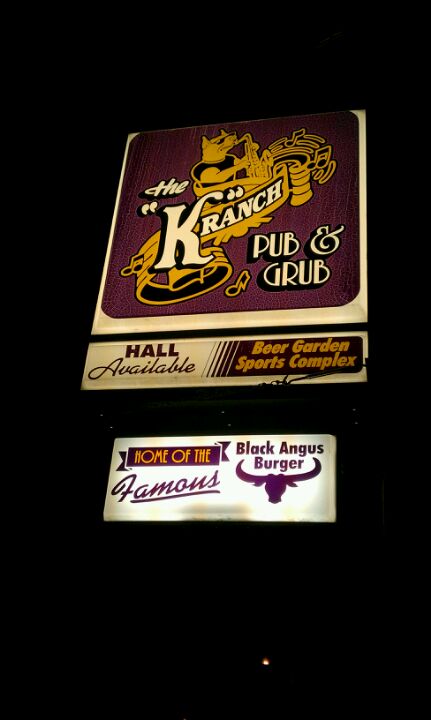 the
"K" RANCH
PUB &
GRUB
HALL
Available
Beer Garden
Sports Complex
HOME OF THE
Famous
Black Angus
Burger